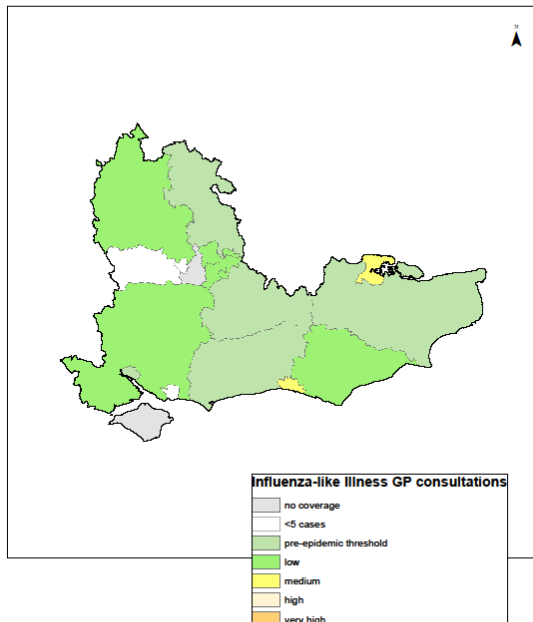 N
Influenza-like Illness GP consultations
no coverage
<5 cases
pre-epidemic threshold
low
medium
high
very high